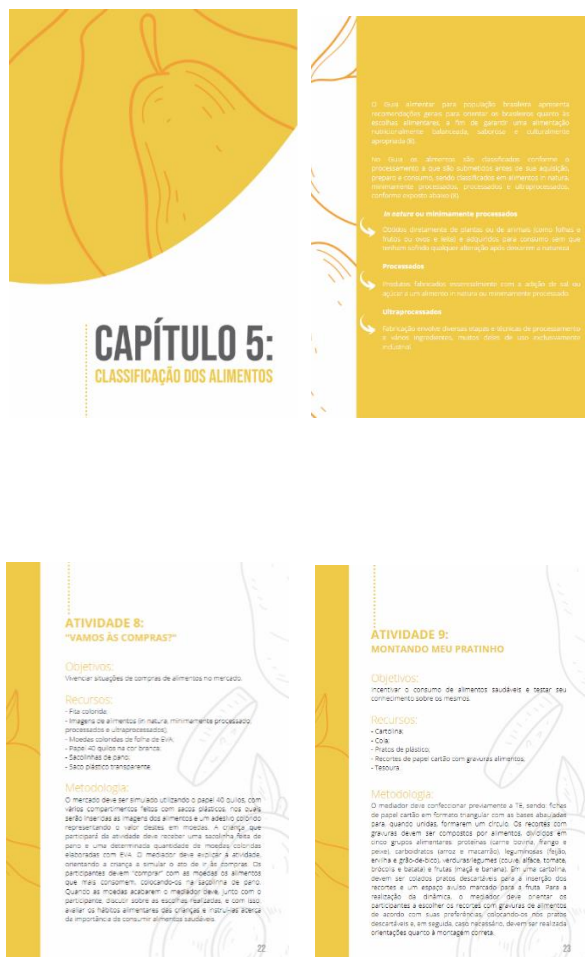 CAPÍTULO 5:
CLASSIFICAÇÃO DOS ALIMENTOS
O Guia alimentar para população brasileira apresenta
recomendações gerais para orientar as brasileiros quanto às
escolhas alimentares, a fim de garantir uma alimentação
nutricionalmente balanceada, saborosa e culturalmente
apropriada (8).
No Guia os alimentos são classificados conforme o
processamento a que são submetidos antes de sua aquisição,
preparo e consumo, sendo classificados em alimentos in natura,
minimamente processados, processados e ultraprocessados,
conforme exposto abaixo (8).
In natura ou minimamente processados
Obtidos diretamente de plantas ou de animais (como folhas e
frutos ou ovos e leite) e adquiridos para consumo sem que
tenham sofrido qualquer alteração após deixarem a natureza.
Processados
Produtos fabricados essencialmente com a adição de sal ou
açúcar a um alimento in natura ou minimamente processado.
Ultraprocessados
Fabricação envolve diversas etapas e técnicas de processamento
e vários ingredientes, muitos deles de uso exclusivamente
industrial.
ATIVIDADE 8:
"VAMOS ÀS COMPRAS?"
Objetivos:
Vivenciar situações de compras de alimentos no mercado.
Recursos:
- Fita colorida;
- Imagens de alimentos (in natura, minimamente processado,
processados e ultraprocessados);
- Moedas coloridas de folha de EVA;
- Papel 40 quilos na cor branca;
- Sacolinhas de pano;
- Saco plástico transparente.
Metodologia:
O mercado deve ser simulado utilizando o papel 40 quilos, com
vários compartimentos feitos com sacos plásticos, nos quais
serão inseridas as imagens dos alimentos e um adesivo colorido
representando o valor destes em moedas. A criança que
participará da atividade deve receber uma sacolinha feita de
pano e uma determinada quantidade de moedas coloridas
elaboradas com EVA. O mediador deve explicar a atividade,
orientando a criança a simular o ato de ir às compras. Os
participantes devem "comprar" com as moedas os alimentos
que mais consomem, colocando-os na sacolinha de pano.
Quando as moedas acabarem o mediador deve, junto com o
participante, discutir sobre as escolhas realizadas, e com isso,
avaliar os hábitos alimentares das crianças e instruí-las acerca
da importância de consumir alimentos saudáveis.
22
ATIVIDADE 9:
MONTANDO MEU PRATINHO
Objetivos:
Incentivar o consumo de alimentos saudáveis e testar seu
conhecimento sobre os mesmos.
Recursos:
- Cartolina;
- Cola;
- Pratos de plástico;
- Recortes de papel cartão com gravuras alimentos;
- Tesoura.
Metodologia:
O mediador deve confeccionar previamente a TE, sendo: fichas
de papel cartão em formato triangular com as bases abauladas
para, quando unidas, formarem um círculo. Os recortes com
gravuras devem ser compostos por alimentos, divididos em
cinco grupos alimentares: proteínas (carne bovina, frango e
peixe), carboidratos (arroz e macarrão), leguminosas (feijão,
ervilha e grão-de-bico), verduras/legumes (couve, alface, tomate,
brócolis e batata) e frutas (maçã e banana). Em uma cartolina,
devem ser colados pratos descartáveis para a inserção dos
recortes e um espaço avulso marcado para a fruta. Para a
realização da dinâmica, o mediador deve orientar os
participantes a escolher os recortes com gravuras de alimentos
de acordo com suas preferências, colocando-os nos pratos
descartáveis e, em seguida, caso necessário, devem ser realizada
orientações quanto à montagem correta.
23